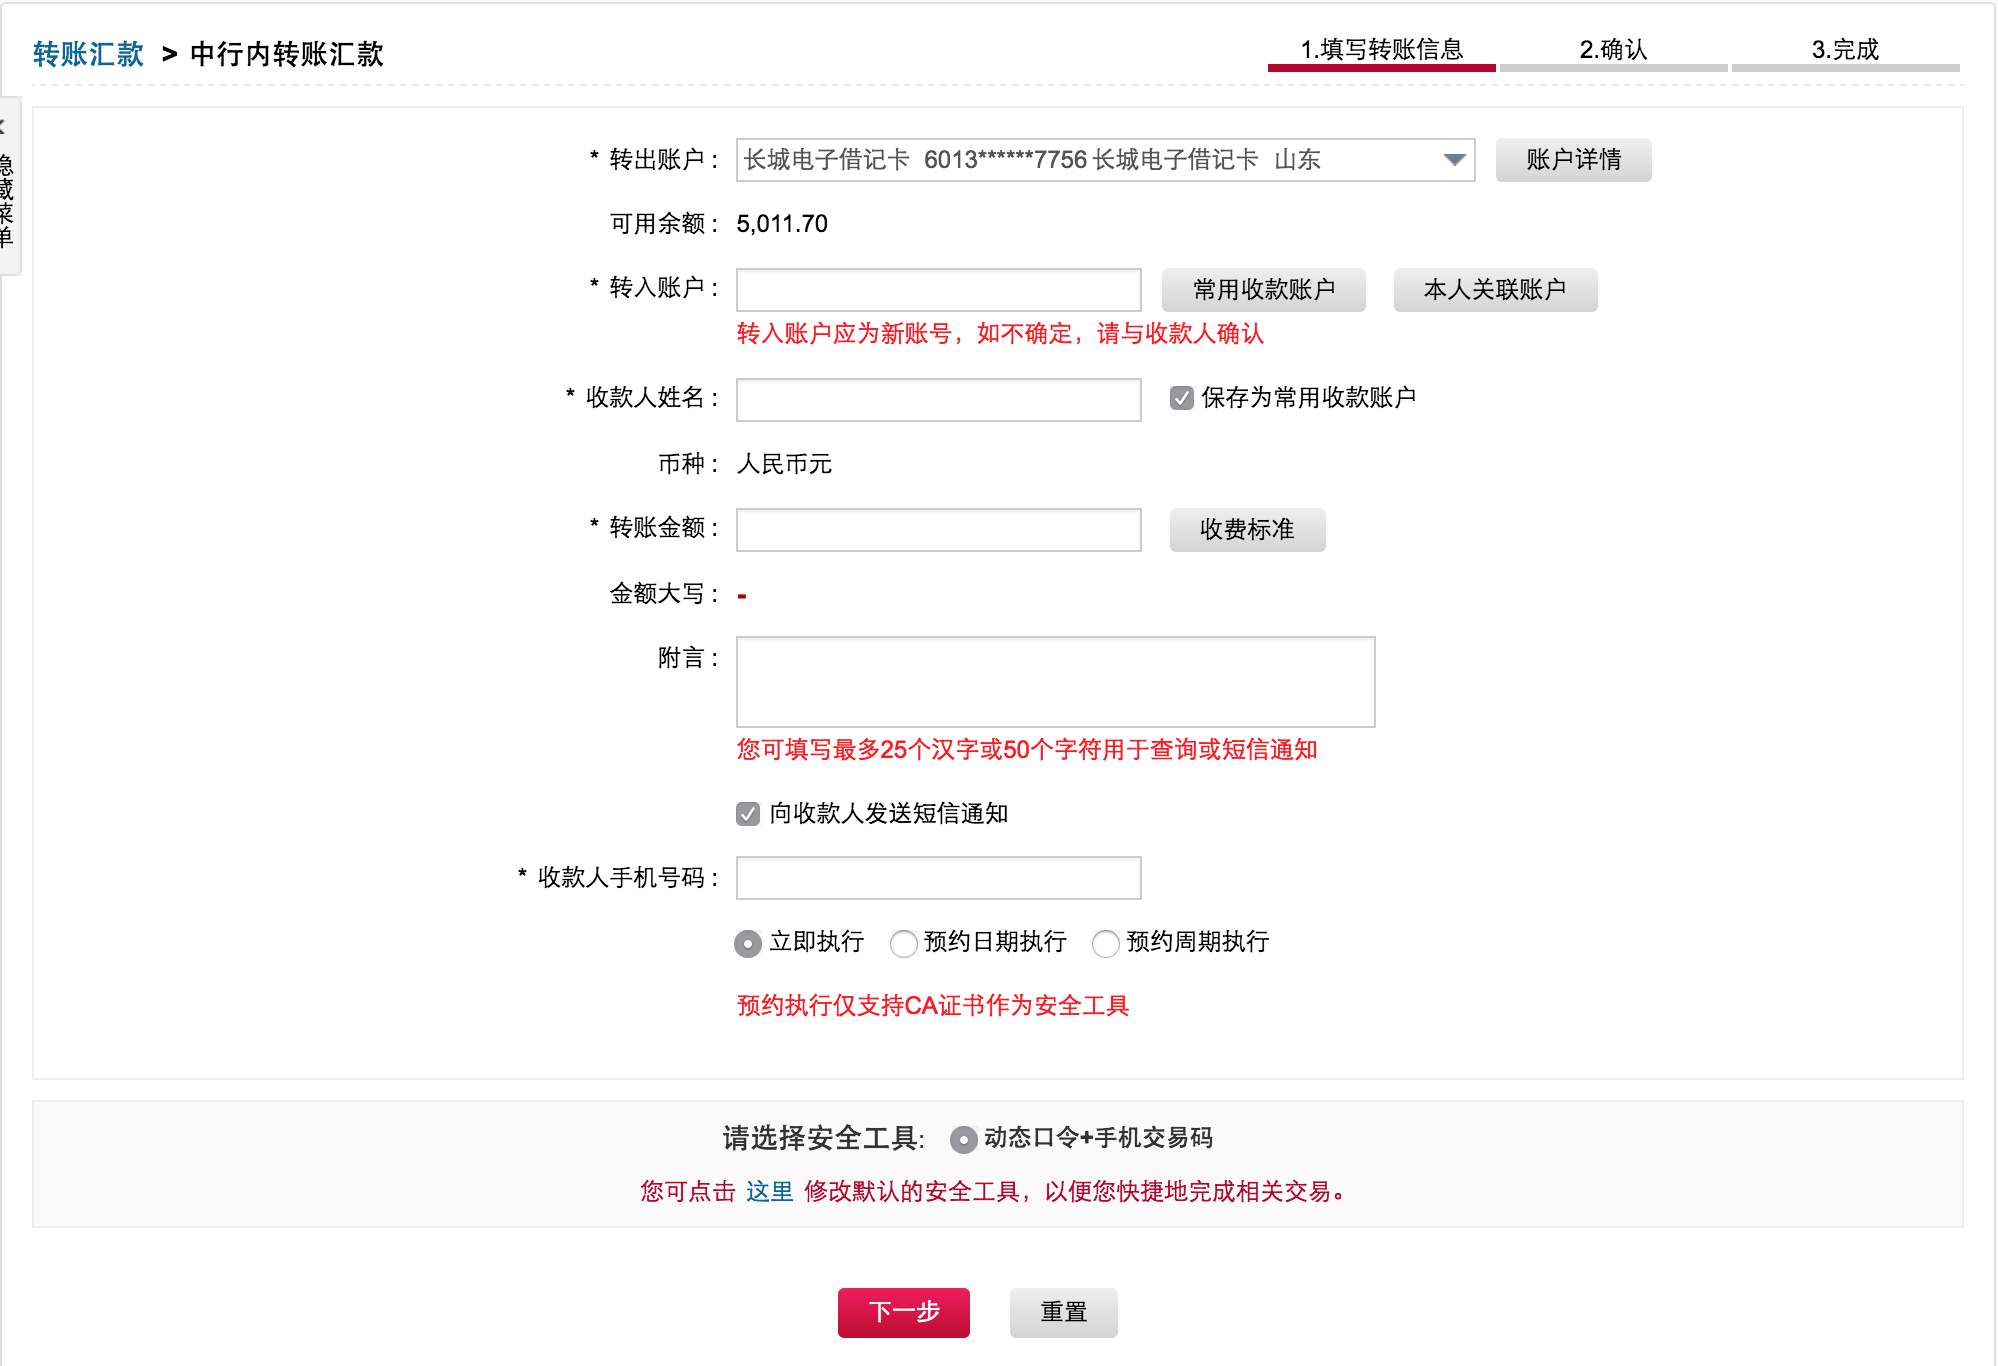 转账汇款 > 中行内转账汇款
1.填写转账信息 2.确认 3.完成
隐藏菜单
* 转出账户： 长城电子借记卡 6013******7756 长城电子借记卡 山东 账户详情
可用余额： 5,011.70
* 转入账户： 常用收款账户 本人关联账户
转入账户应为新账号，如不确定，请与收款人确认
* 收款人姓名： 保存为常用收款账户
币种： 人民币元
* 转账金额： 收费标准
金额大写： -
附言：
您可填写最多25个汉字或50个字符用于查询或短信通知
向收款人发送短信通知
* 收款人手机号码：
立即执行 预约日期执行 预约周期执行
预约执行仅支持CA证书作为安全工具
请选择安全工具: 动态口令+手机交易码
您可点击 这里 修改默认的安全工具，以便您快捷地完成相关交易。
下一步 重置